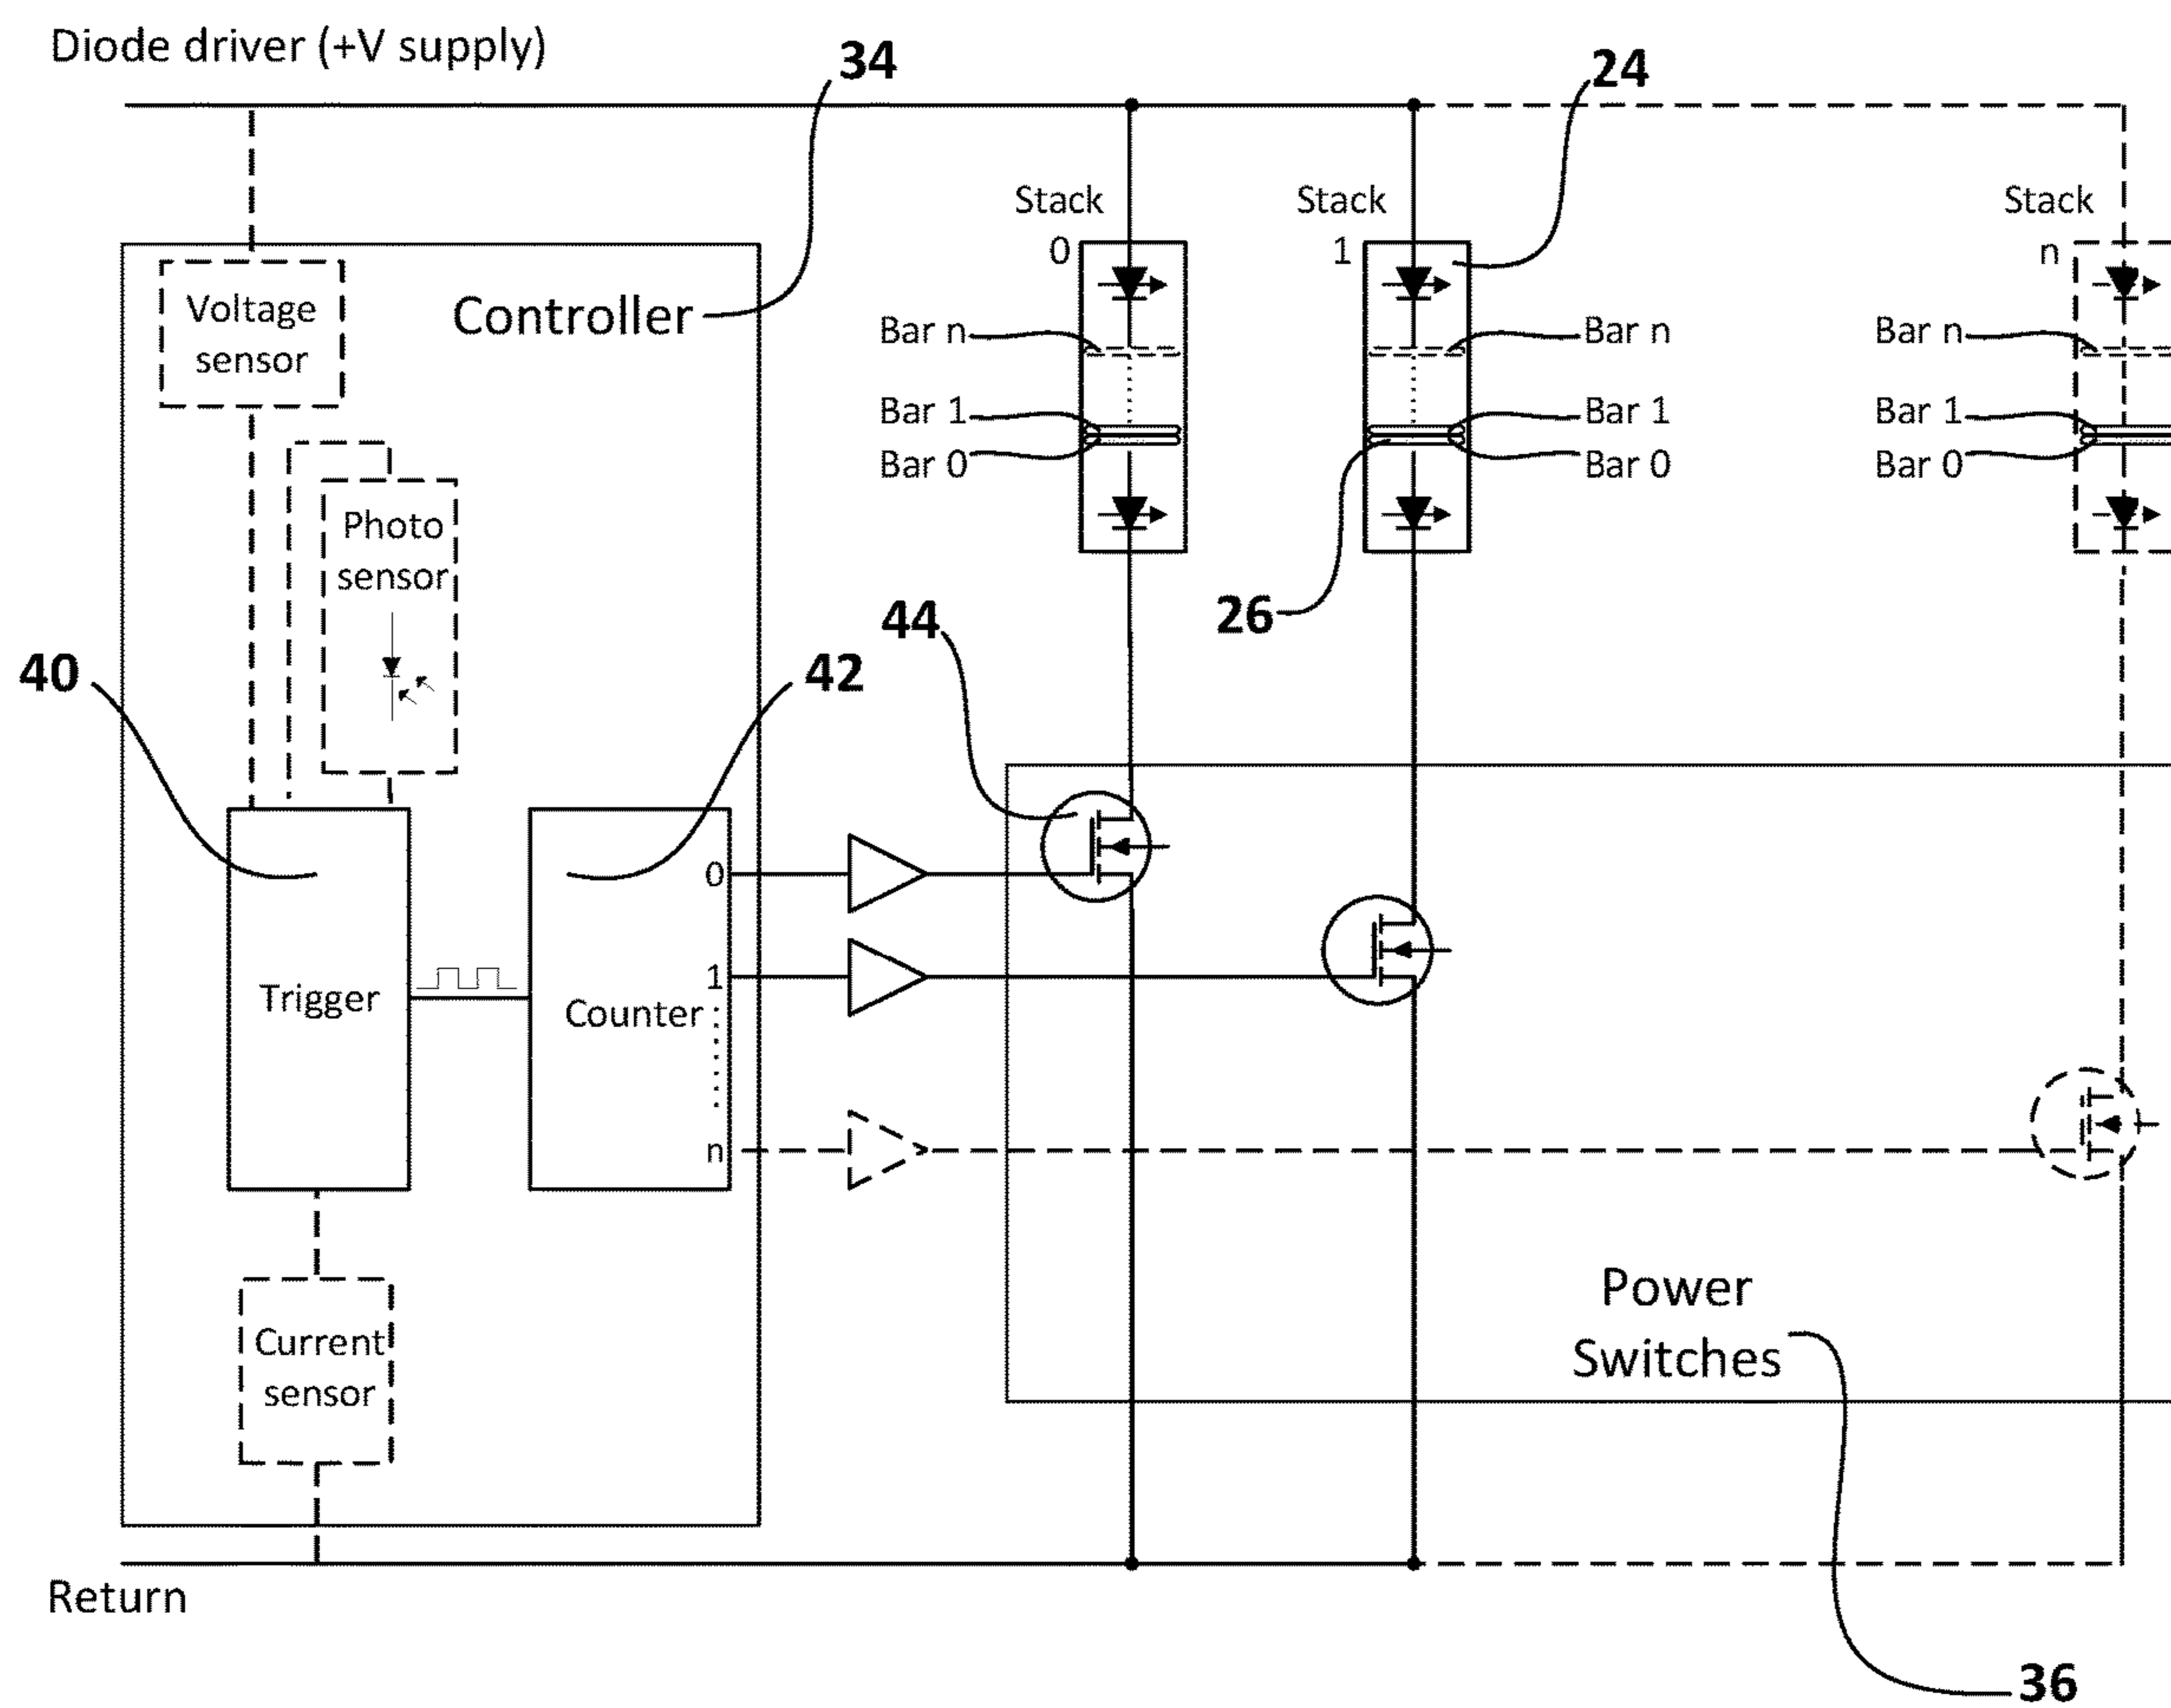 Diode driver (+V supply)
34
24
Stack
0
Stack
1
Stack
n
Voltage
sensor
Controller
Bar n
Bar n
Bar n
Bar 1
Bar 1
Bar 1
Bar 0
Bar 0
Bar 0
Photo
sensor
44
26
40
42
0
1
Trigger
Counter
n
Power
Switches
Current
sensor
Return
36